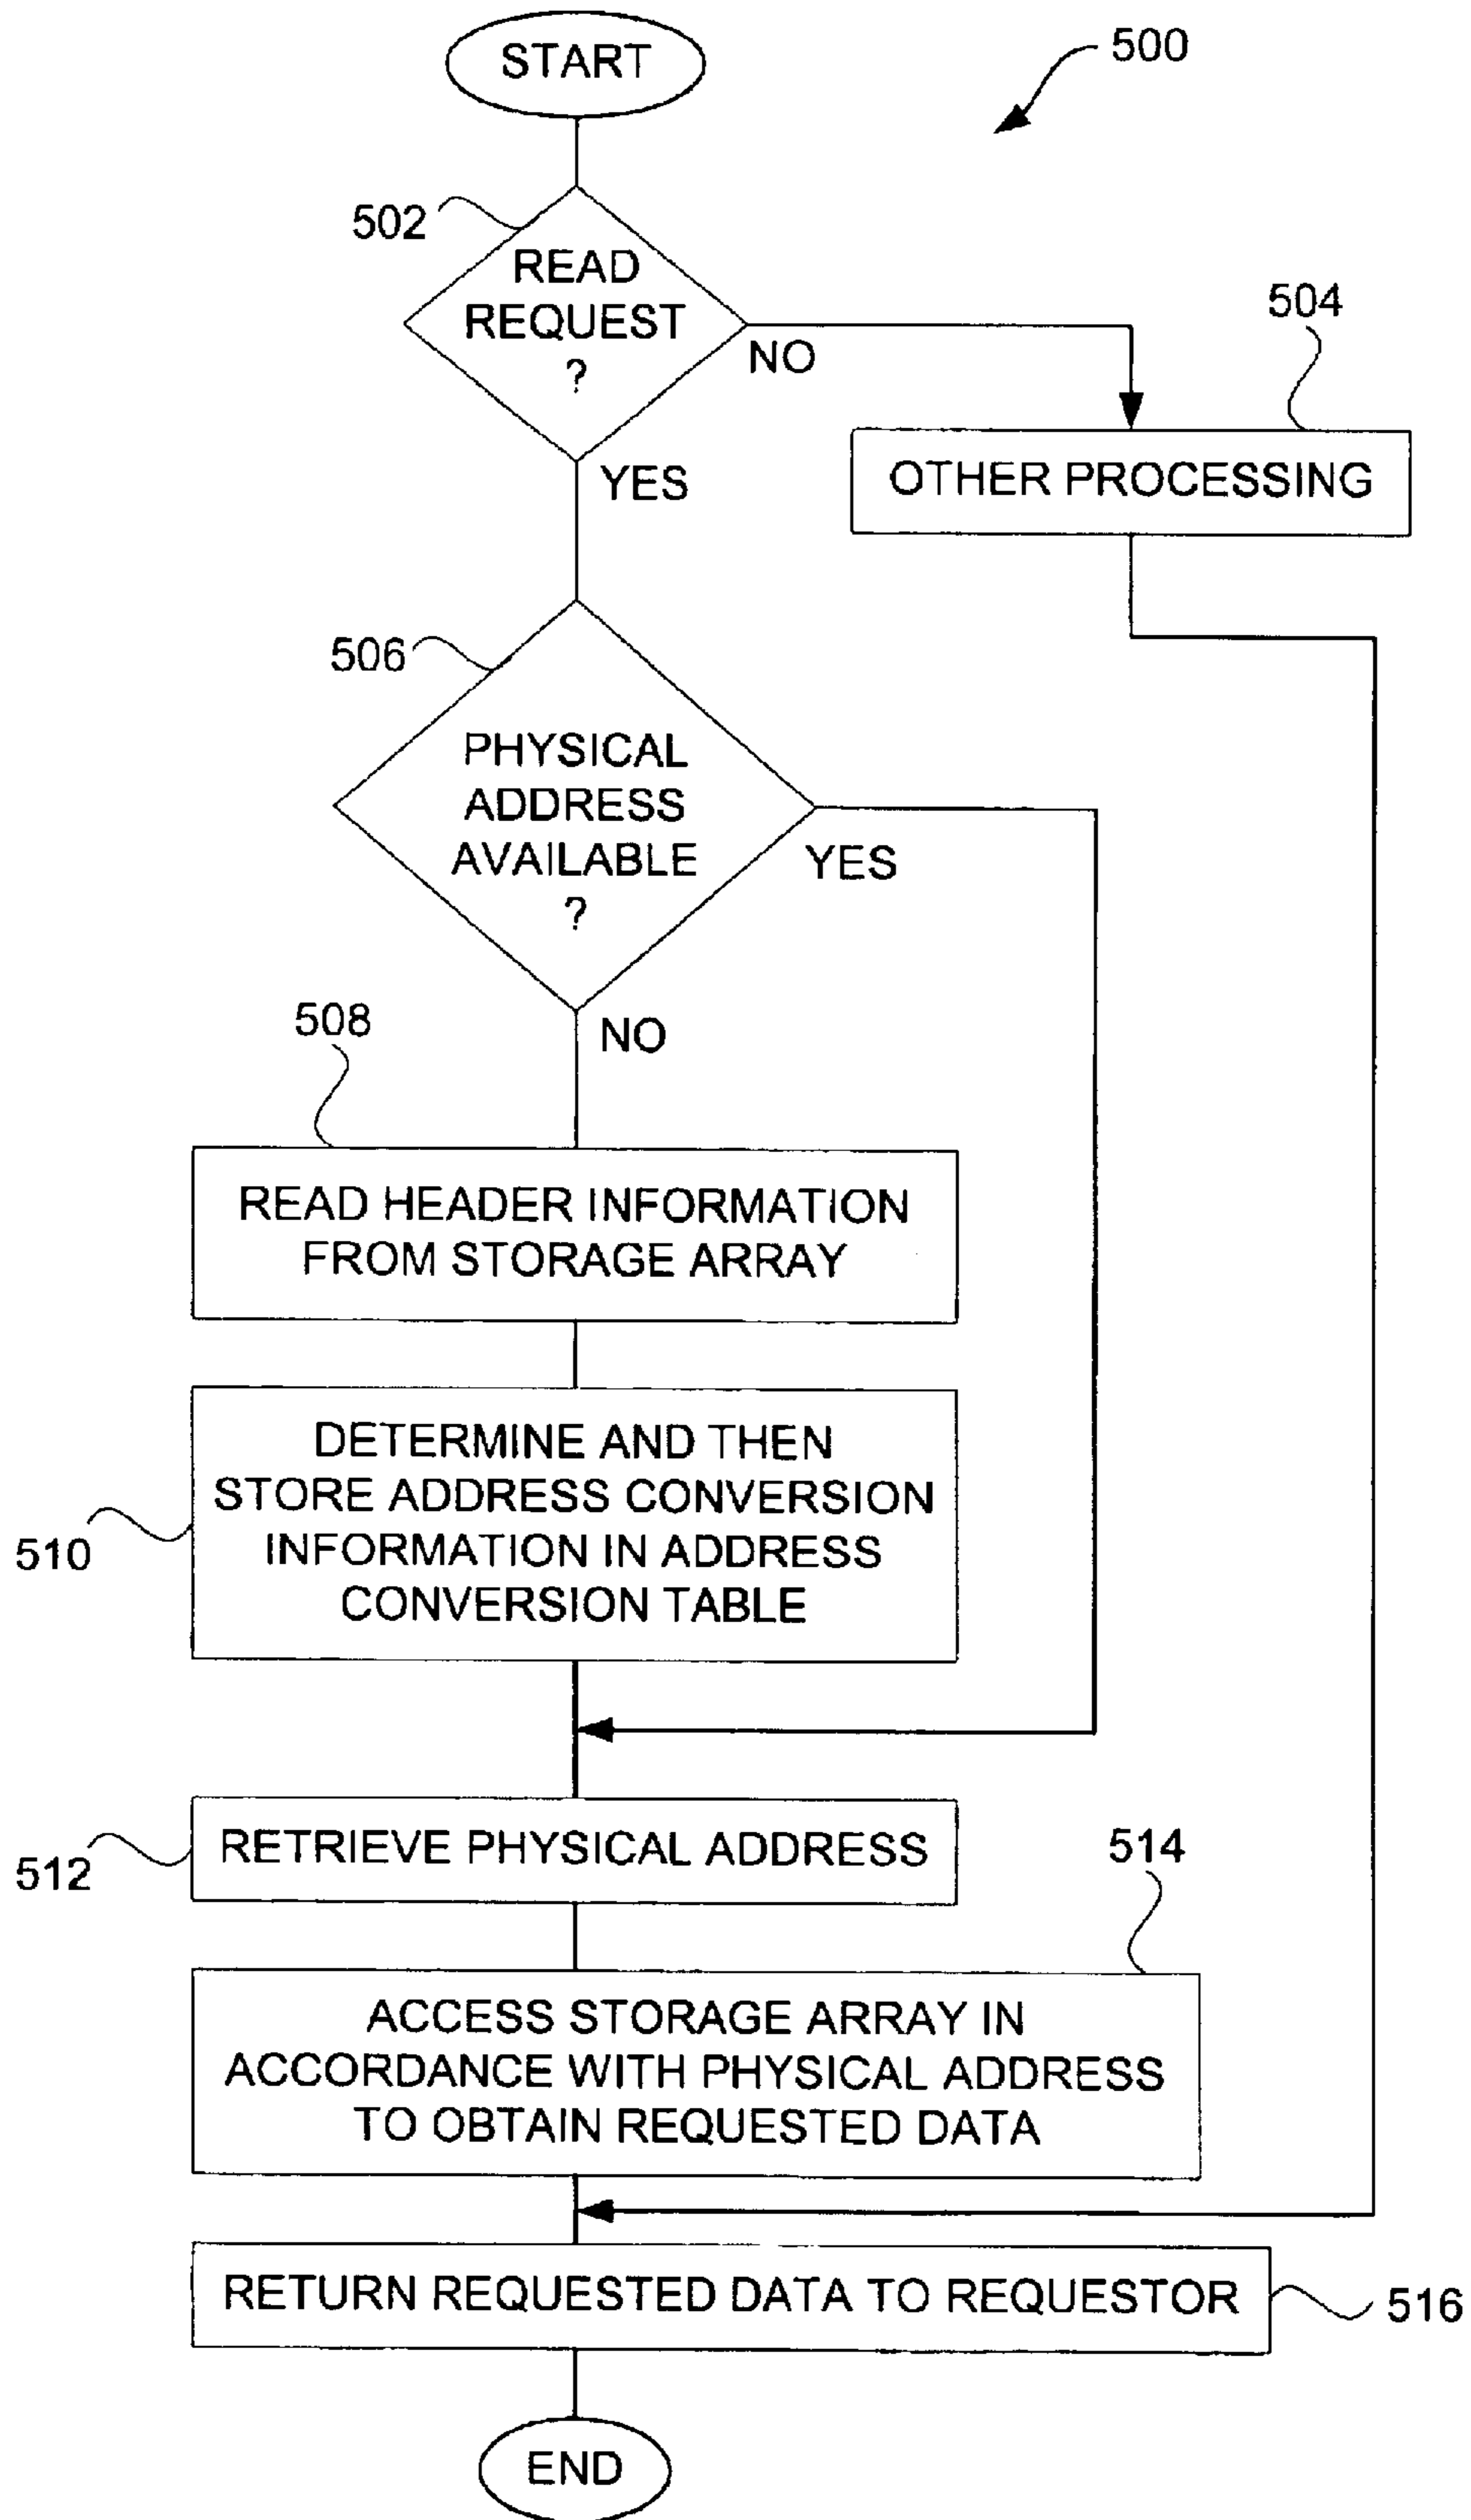 START
500
502
READ
REQUEST
?
NO
504
YES
OTHER PROCESSING
506
PHYSICAL
ADDRESS
AVAILABLE
?
YES
NO
508
READ HEADER INFORMATION
FROM STORAGE ARRAY
DETERMINE AND THEN
STORE ADDRESS CONVERSION
INFORMATION IN ADDRESS
CONVERSION TABLE
510
RETRIEVE PHYSICAL ADDRESS
512
514
ACCESS STORAGE ARRAY IN
ACCORDANCE WITH PHYSICAL ADDRESS
TO OBTAIN REQUESTED DATA
RETURN REQUESTED DATA TO REQUESTOR
516
END